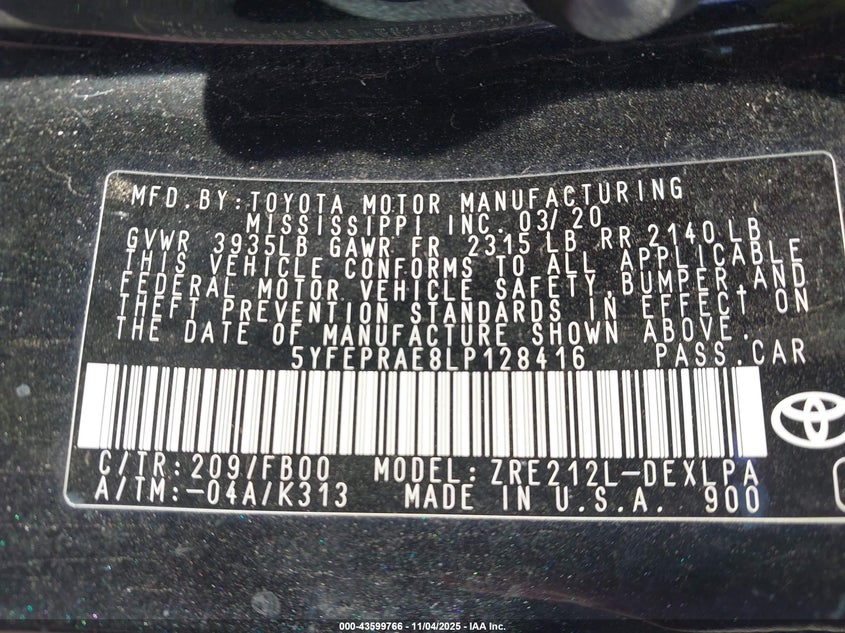 MFD. BY: TOYOTA MOTOR MANUFACTURING
MISSISSIPPI INC. 03/20
GVWR 3935LB GAWR FR 2315 LB RR 2140 LB
THIS VEHICLE CONFORMS TO ALL APPLICABLE
FEDERAL MOTOR VEHICLE SAFETY, BUMPER, AND
THEFT PREVENTION STANDARDS IN EFFECT ON
THE DATE OF MANUFACTURE SHOWN ABOVE.
5YFEPRAE8LP128416 PASS. CAR
C/TR: 209/FB00 MODEL: ZRE212L-DEXLPA
A/TM: -04A/K313 MADE IN U.S.A. 900
000-43599766 - 11/04/2025 - IAA Inc.